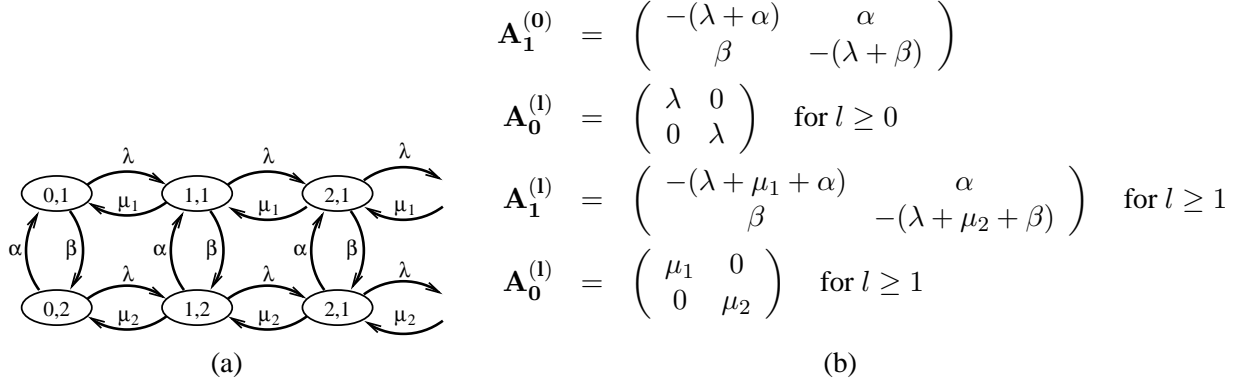 λ λ λ
0,1 1,1 2,1
μ₁ μ₁ μ₁
α β α β α β
λ λ λ
0,2 1,2 2,1
μ₂ μ₂ μ₂
(a)
A₁^(0) = ( −(λ + α) α
β −(λ + β) )
A₀^(l) = ( λ 0
0 λ ) for l ≥ 0
A₁^(l) = ( −(λ + μ₁ + α) α
β −(λ + μ₂ + β) ) for l ≥ 1
A₀^(l) = ( μ₁ 0
0 μ₂ ) for l ≥ 1
(b)